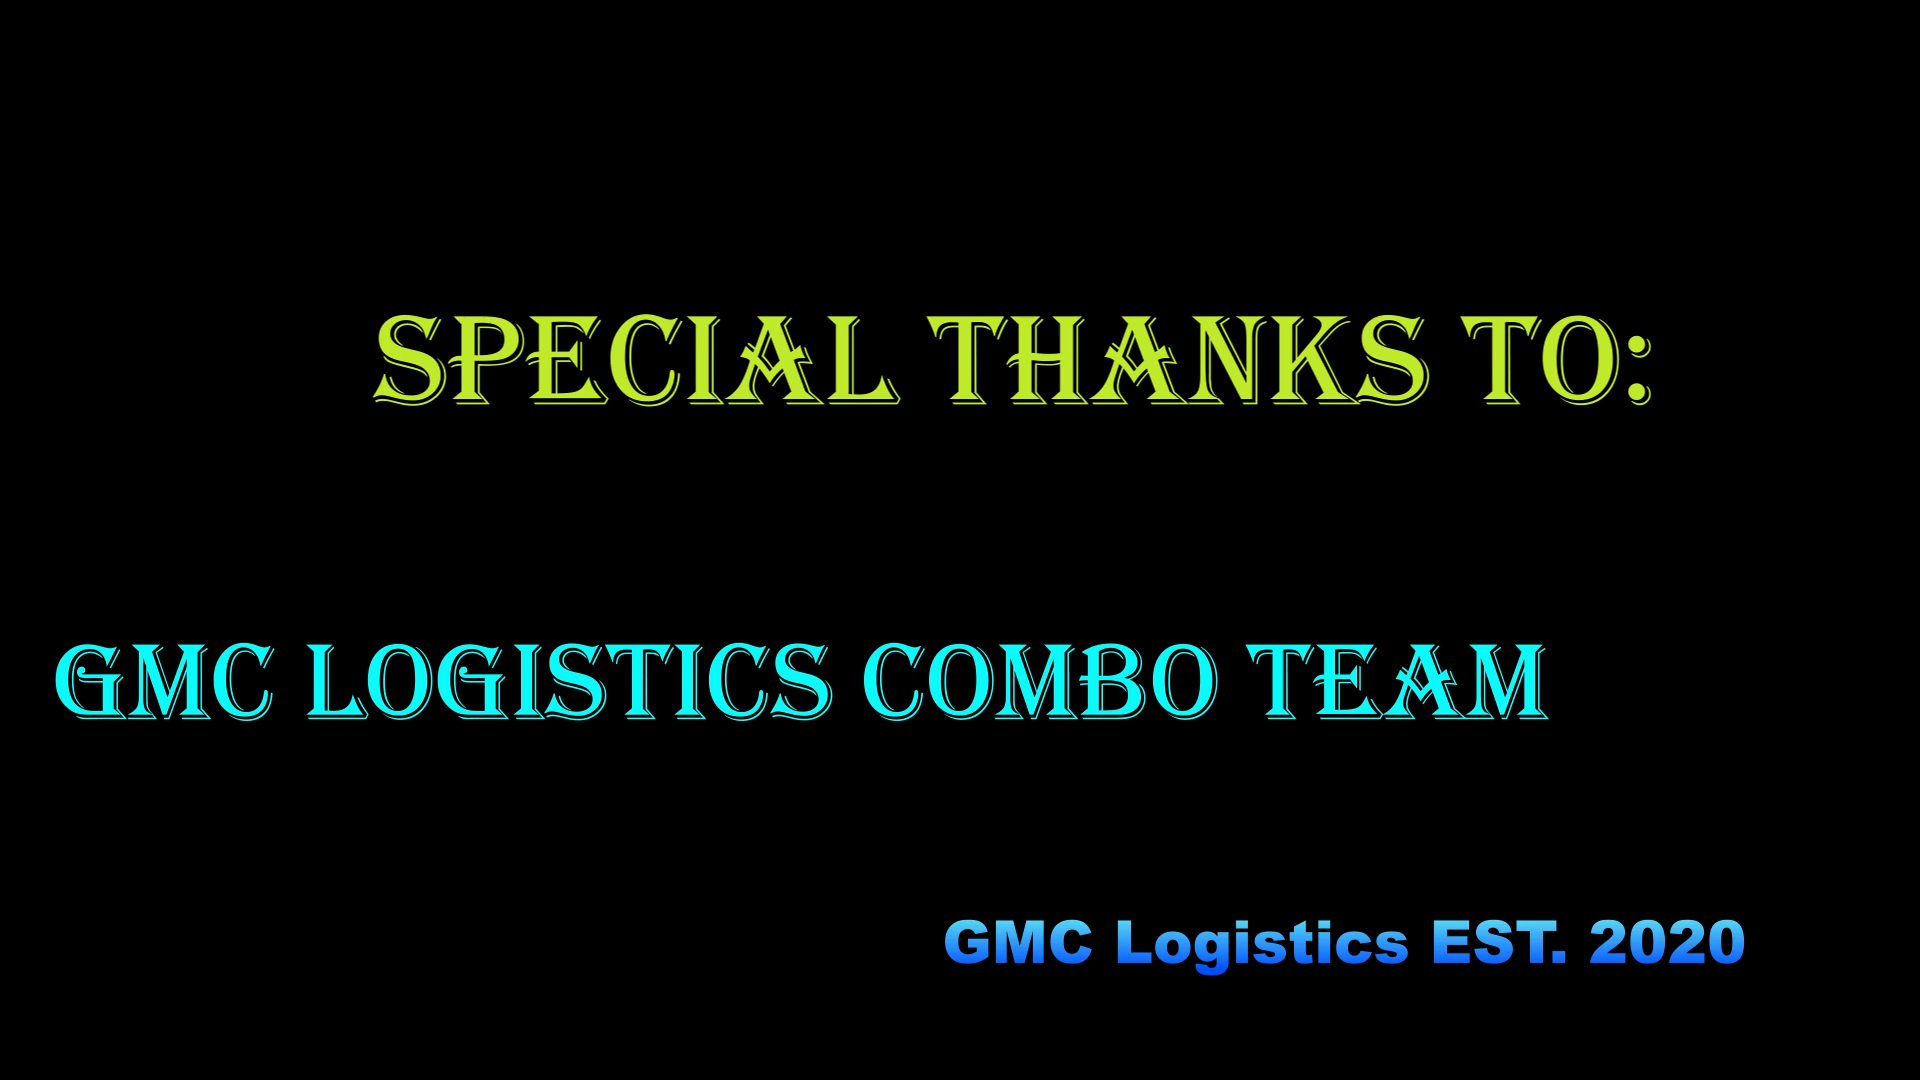 SPECIAL THANKS TO:
GMC LOGISTICS COMBO TEAM
GMC Logistics EST. 2020